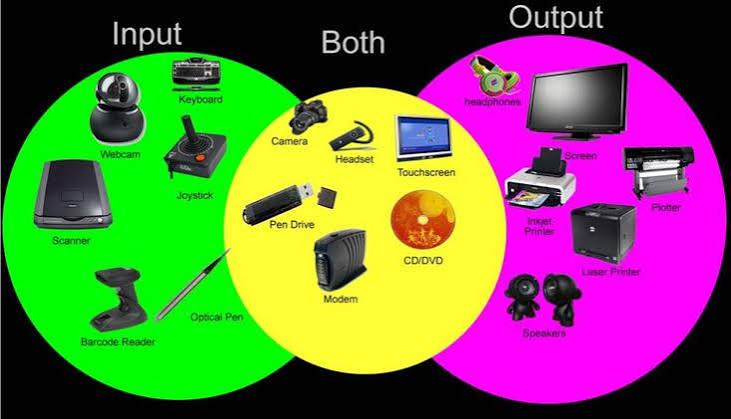 Input
Both
Output
Keyboard
Webcam
Joystick
Scanner
Optical Pen
Barcode Reader
Camera
Headset
Touchscreen
Pen Drive
CD/DVD
Modem
headphones
Screen
Plotter
Inkjet
Printer
Laser Printer
Speakers